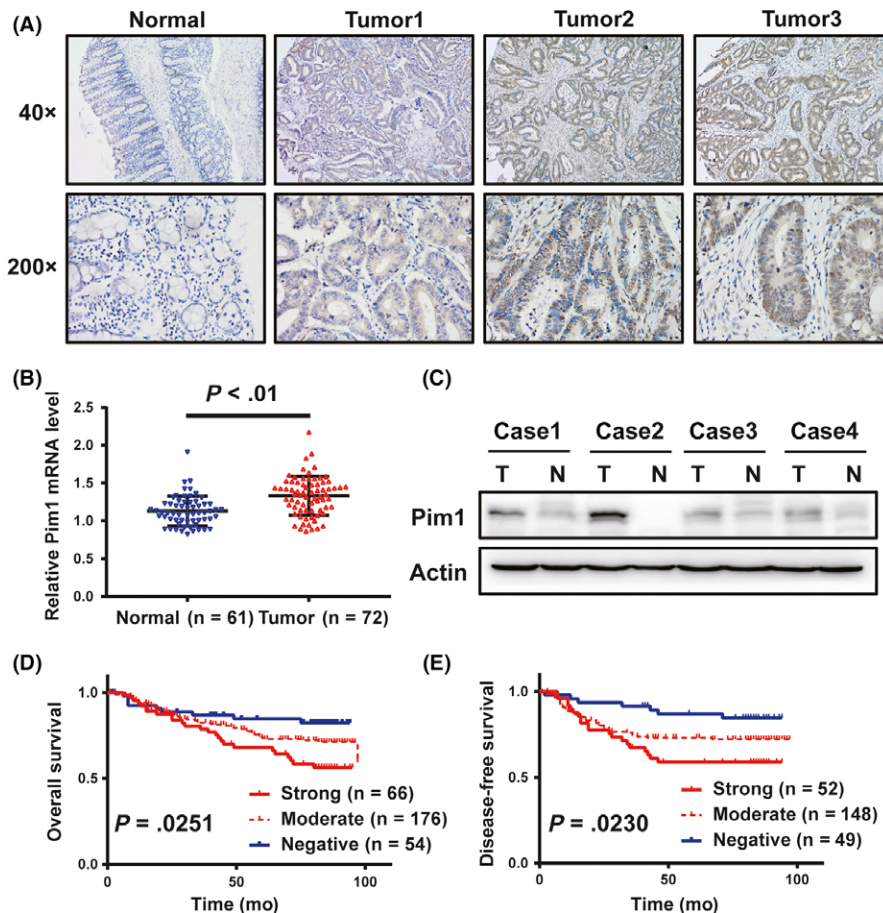 (A)
Normal Tumor1 Tumor2 Tumor3
40×
200×
(B)
P < .01
Relative Pim1 mRNA level
2.5
2.0
1.5
1.0
0.5
0.0
Normal (n = 61) Tumor (n = 72)
(C)
Case1 Case2 Case3 Case4
T N T N T N T N
Pim1
Actin
(D)
Overall survival
1.0
0.5
0.0
0 50 100
Time (mo)
P = .0251
Strong (n = 66)
Moderate (n = 176)
Negative (n = 54)
(E)
Disease-free survival
1.0
0.5
0.0
0 50 100
Time (mo)
P = .0230
Strong (n = 52)
Moderate (n = 148)
Negative (n = 49)